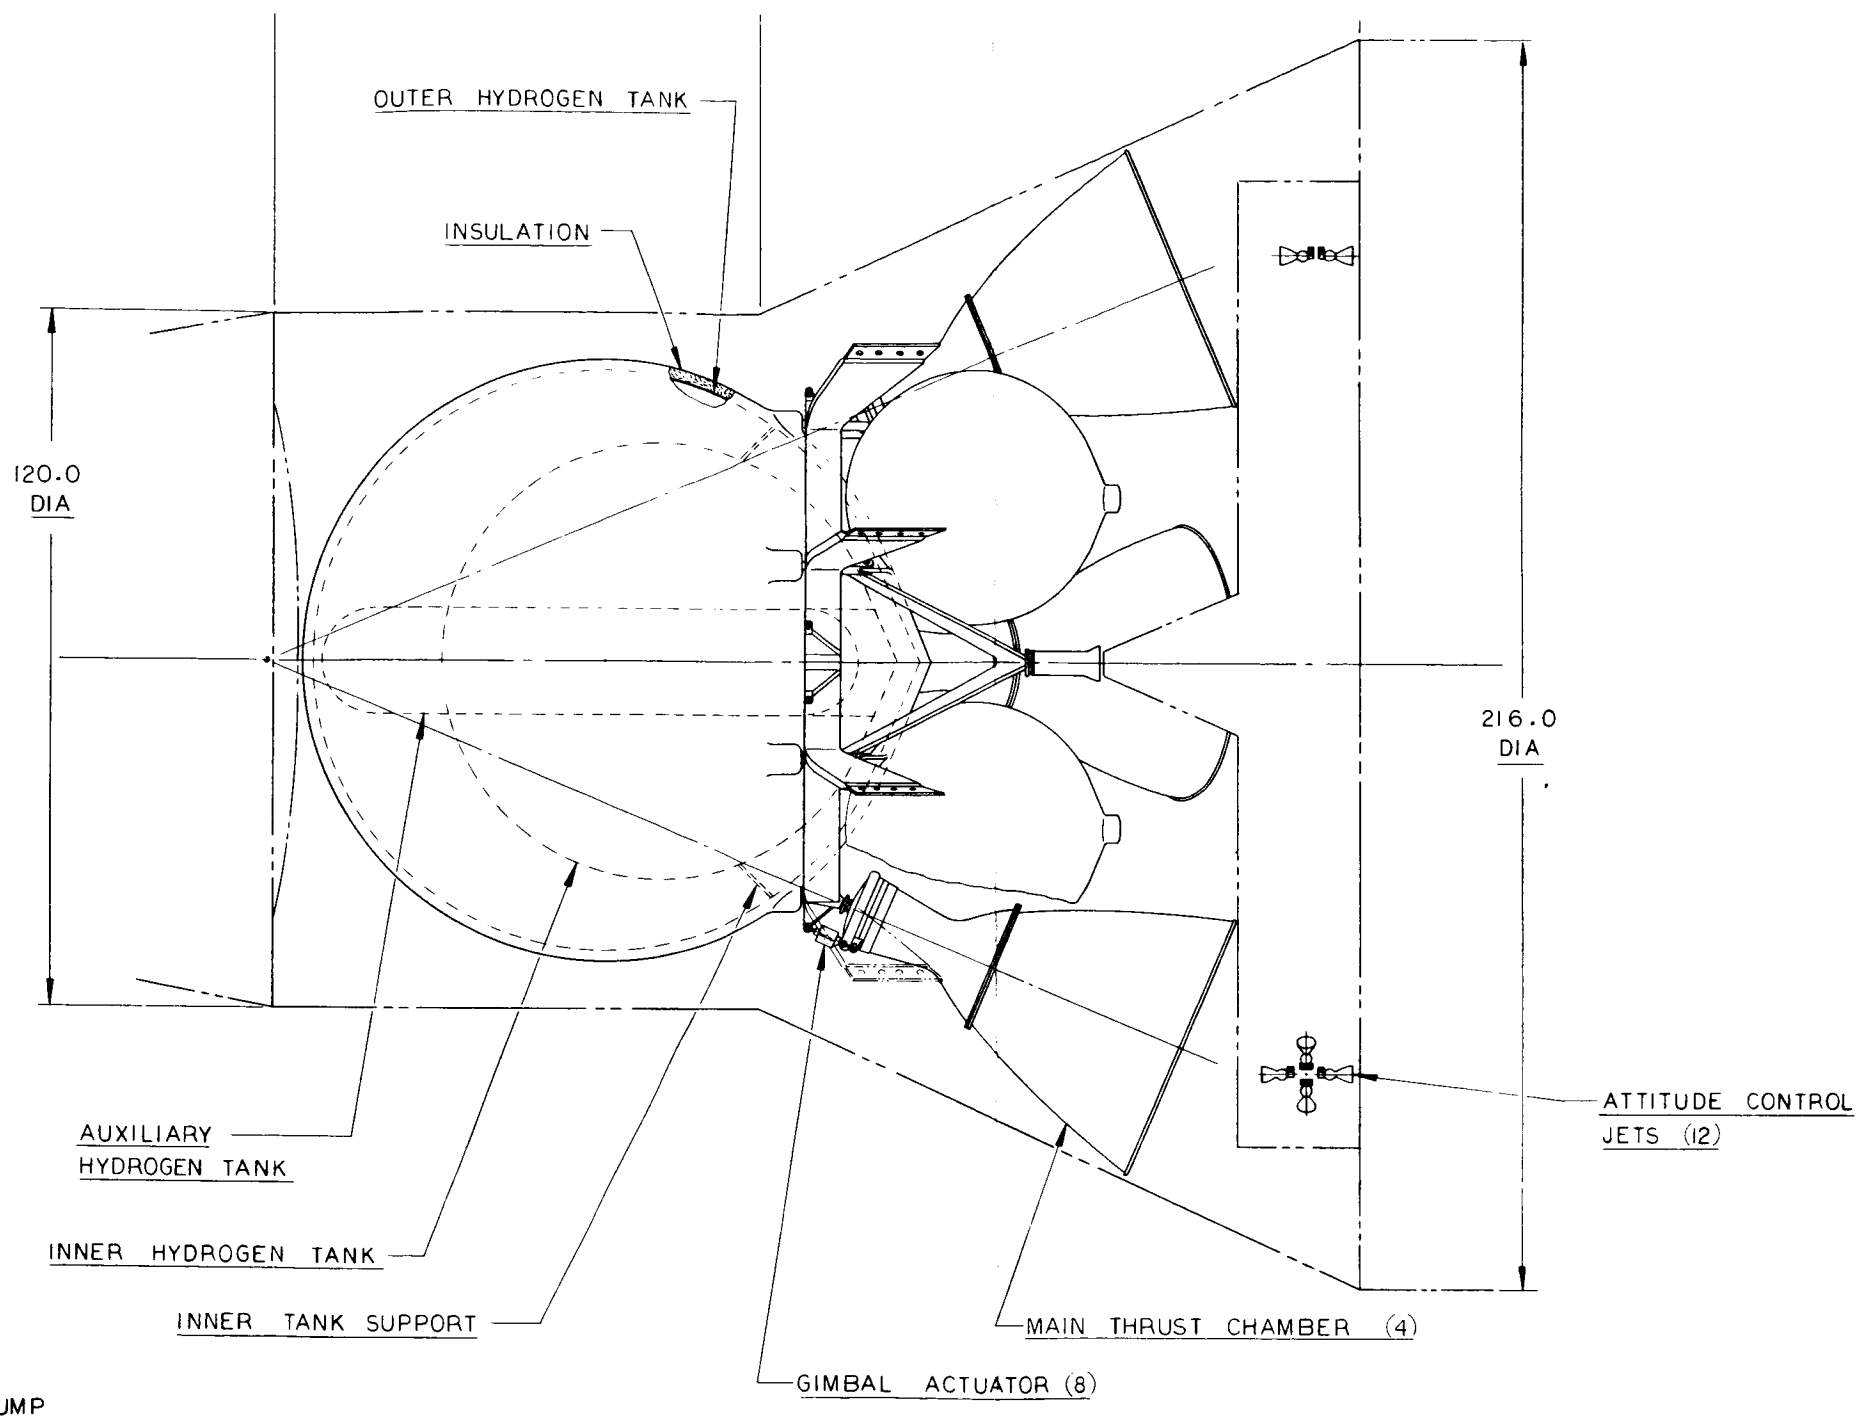 OUTER HYDROGEN TANK
INSULATION
120.0
DIA
216.0
DIA
ATTITUDE CONTROL
JETS (12)
AUXILIARY
HYDROGEN TANK
INNER HYDROGEN TANK
INNER TANK SUPPORT
MAIN THRUST CHAMBER (4)
GIMBAL ACTUATOR (8)
UMP